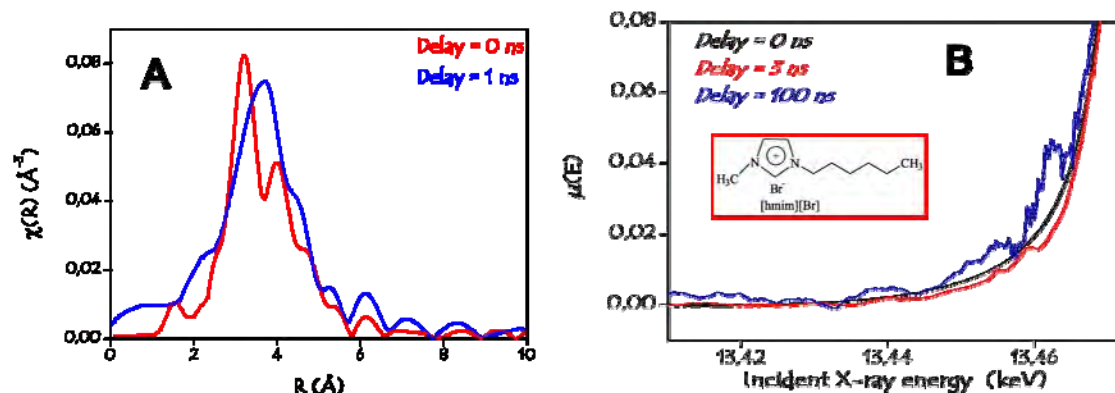 A
Delay = 0 ns
Delay = 1 ns
0,08
0,06
0,04
0,02
0,00
χ(R) (Å⁻³)
0
2
4
6
8
10
R (Å)
B
Delay = 0 ns
Delay = 3 ns
Delay = 100 ns
0,08
0,06
0,04
0,02
0,00
μ(E)
H₃C
N
+
N
CH₃
Br⁻
[hmim][Br]
13,42
13,44
13,46
Incident X-ray energy (keV)